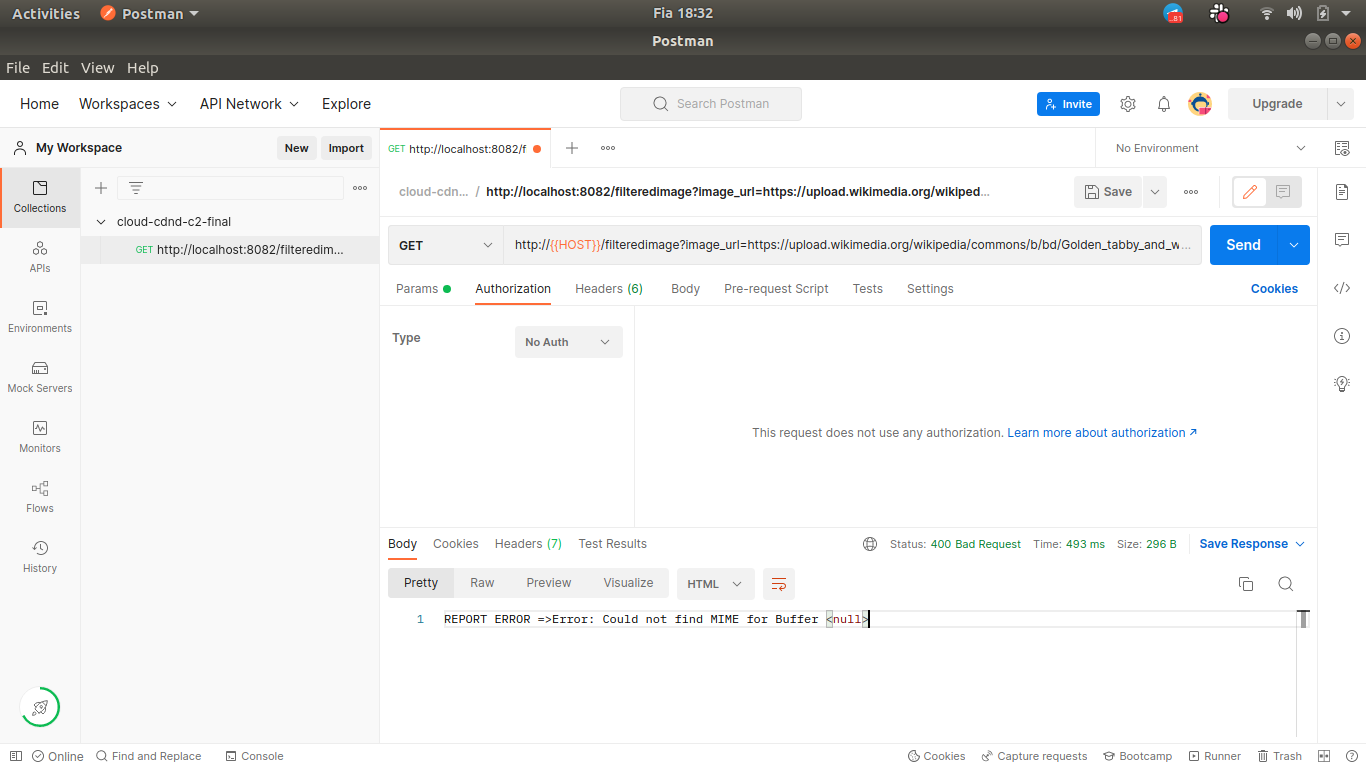 Activities Postman Fia 18:32 81
Postman
File Edit View Help
Home Workspaces API Network Explore Search Postman Invite Upgrade
My Workspace New Import GET http://localhost:8082/f No Environment
Collections
cloud-cdn... / http://localhost:8082/filteredimage?image_url=https://upload.wikimedia.org/wikiped... Save
cloud-cdnd-c2-final
GET http://localhost:8082/filteredim...
GET http://{{HOST}}/filteredimage?image_url=https://upload.wikimedia.org/wikipedia/commons/b/bd/Golden_tabby_and_w... Send
APIs
Params Authorization Headers (6) Body Pre-request Script Tests Settings Cookies
Environments
Type No Auth
Mock Servers
This request does not use any authorization. Learn more about authorization
Monitors
Flows
Body Cookies Headers (7) Test Results Status: 400 Bad Request Time: 493 ms Size: 296 B Save Response
History
Pretty Raw Preview Visualize HTML
1 REPORT ERROR =>Error: Could not find MIME for Buffer <null>
Online Find and Replace Console Cookies Capture requests Bootcamp Runner Trash